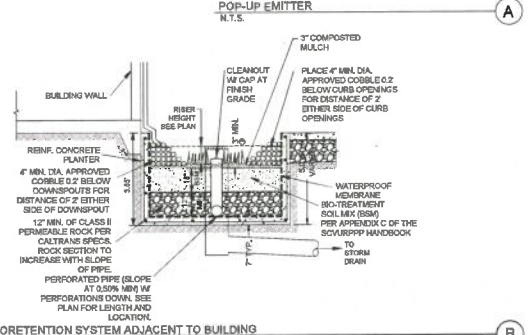 POP-UP EMITTER
N.T.S.
A
3" COMPOSTED
MULCH
CLEANOUT
W/ CAP AT
FINISH
GRADE
PLACE 4" MIN. DIA.
APPROVED COBBLE 0.2'
BELOW CURB OPENINGS
FOR DISTANCE OF 2'
EITHER SIDE OF CURB
OPENINGS
BUILDING WALL
RISER
HEIGHT
SEE PLAN
MIN.
REINF. CONCRETE
PLANTER
4" MIN. DIA. APPROVED
COBBLE 0.2' BELOW
DOWNSPOUTS FOR
DISTANCE OF 2' EITHER
SIDE OF DOWNSPOUT
12" MIN. OF CLASS II
PERMEABLE ROCK PER
CALTRANS SPECS.
ROCK SECTION TO
INCREASE WITH SLOPE
OF PIPE.
PERFORATED PIPE (SLOPE
AT 0.50% MIN) W/
PERFORATIONS DOWN. SEE
PLAN FOR LENGTH AND
LOCATION.
WATERPROOF
MEMBRANE
BIO-TREATMENT
SOIL MIX (BSM)
PER APPENDIX C OF THE
SCVURPPP HANDBOOK
TYP.
TO
STORM
DRAIN
ORETENTION SYSTEM ADJACENT TO BUILDING
B